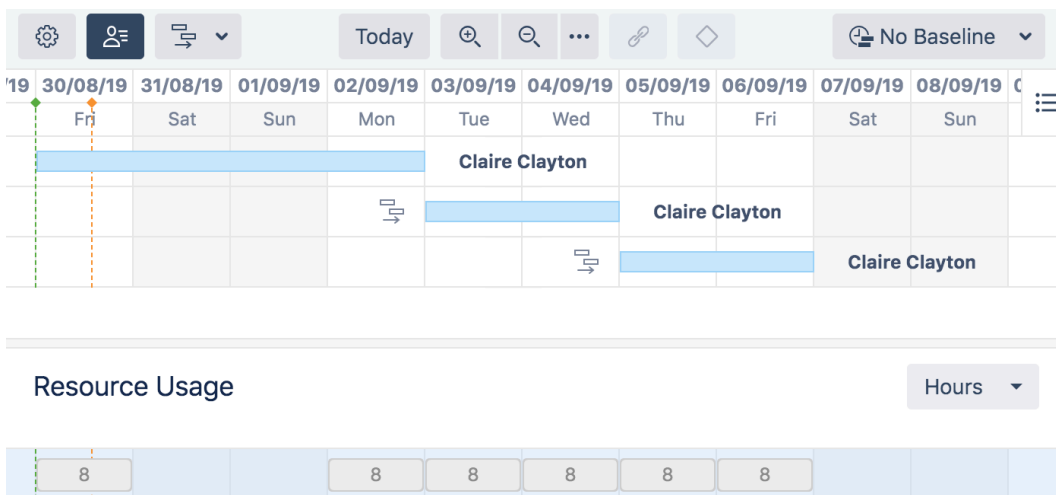 Today ••• No Baseline
/19 30/08/19 31/08/19 01/09/19 02/09/19 03/09/19 04/09/19 05/09/19 06/09/19 07/09/19 08/09/19
Fri Sat Sun Mon Tue Wed Thu Fri Sat Sun
Claire Clayton
Claire Clayton
Claire Clayton
Resource Usage Hours
8 8 8 8 8 8